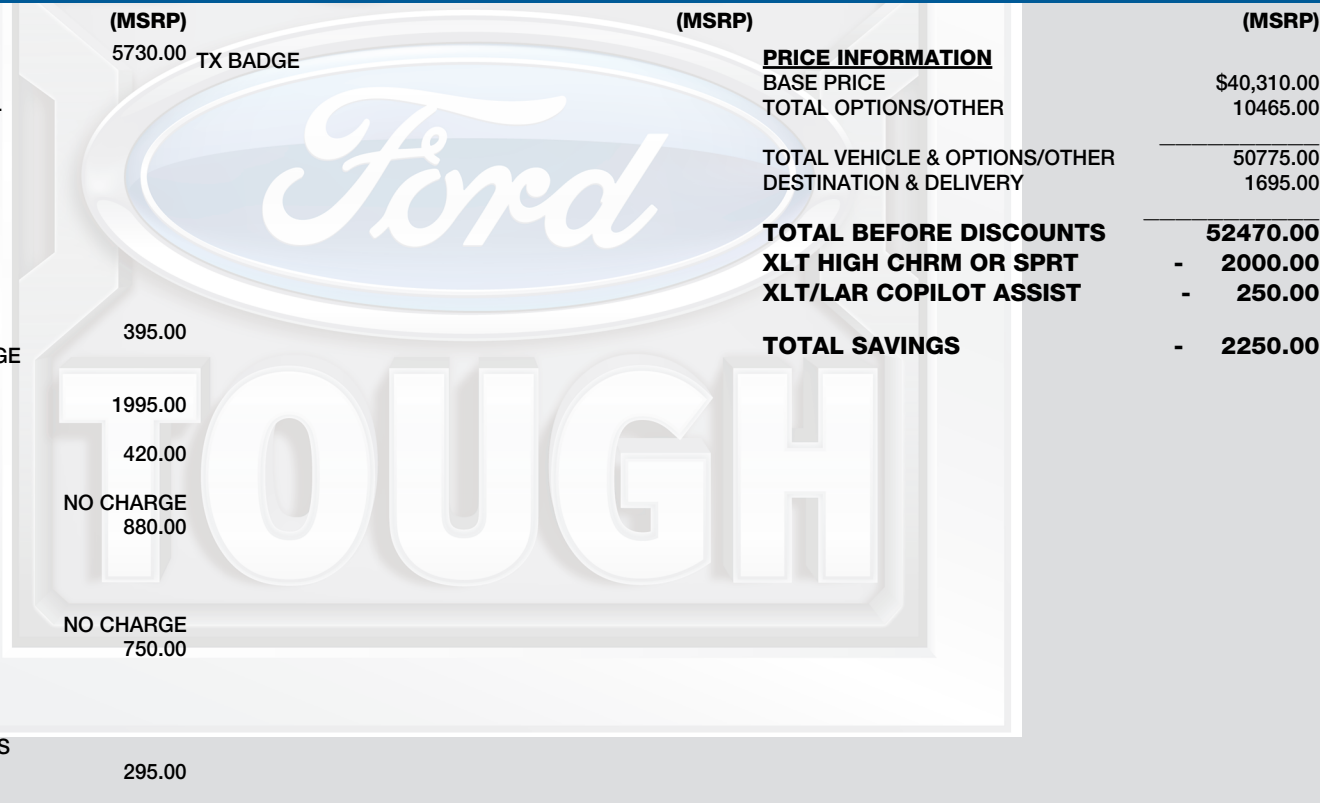 (MSRP)
5730.00
395.00
1995.00
420.00
NO CHARGE
880.00
NO CHARGE
750.00
295.00
(MSRP)
TX BADGE
Ford
TOUGH
(MSRP)
PRICE INFORMATION
BASE PRICE $40,310.00
TOTAL OPTIONS/OTHER 10465.00
TOTAL VEHICLE & OPTIONS/OTHER 50775.00
DESTINATION & DELIVERY 1695.00
TOTAL BEFORE DISCOUNTS 52470.00
XLT HIGH CHRM OR SPRT - 2000.00
XLT/LAR COPILOT ASSIST - 250.00
TOTAL SAVINGS - 2250.00